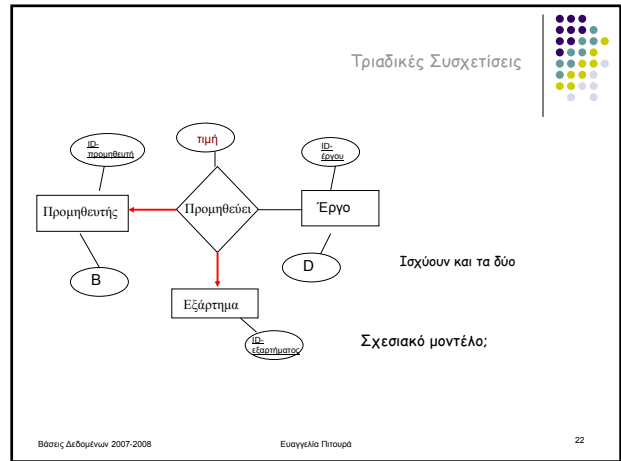 Τριαδικές Συσχετίσεις
ID-
προμηθευτή
τιμή
ID-
έργου
Προμηθευτής
Προμηθεύει
Έργο
B
D
Ισχύουν και τα δύο
Εξάρτημα
ID-
εξαρτήματος
Σχεσιακό μοντέλο;
Βάσεις Δεδομένων 2007-2008
Ευαγγελία Πιτουρά
22